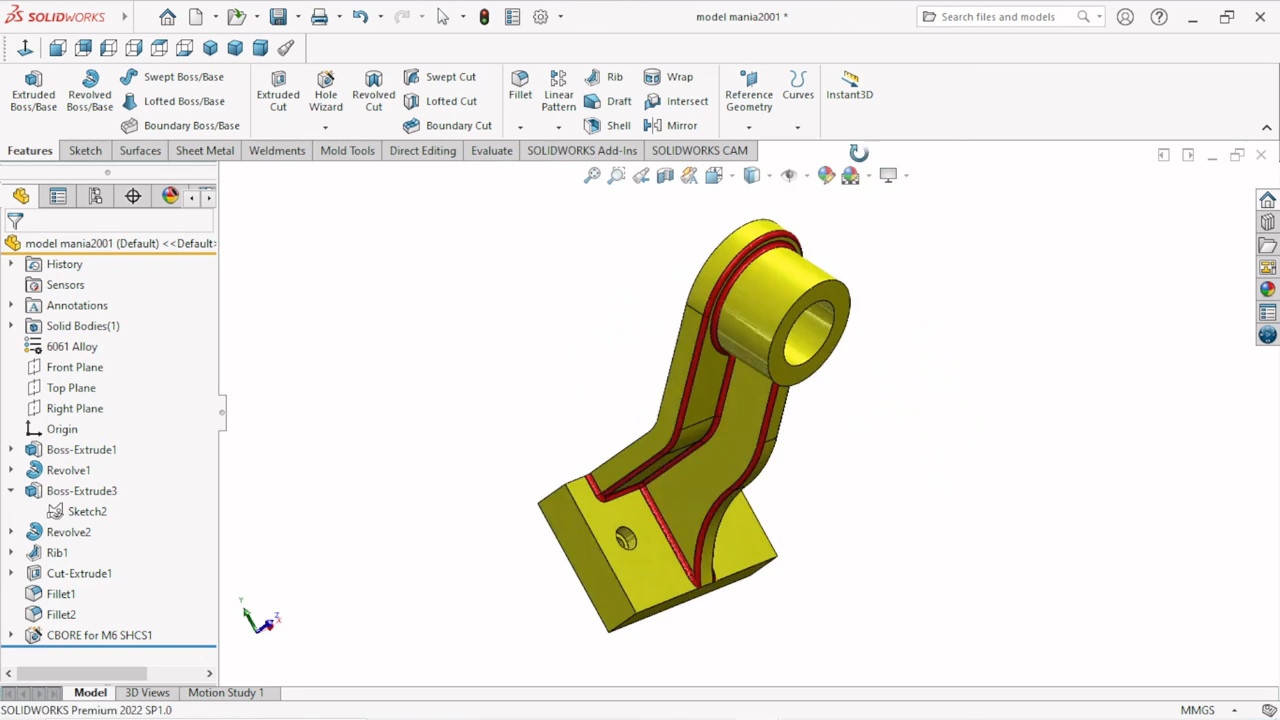 SOLIDWORKS
model mania2001 *
Search files and models
Extruded Boss/Base
Revolved Boss/Base
Swept Boss/Base
Lofted Boss/Base
Boundary Boss/Base
Extruded Cut
Hole Wizard
Revolved Cut
Swept Cut
Lofted Cut
Boundary Cut
Fillet
Linear Pattern
Rib
Draft
Shell
Wrap
Intersect
Mirror
Reference Geometry
Curves
Instant3D
Features
Sketch
Surfaces
Sheet Metal
Weldments
Mold Tools
Direct Editing
Evaluate
SOLIDWORKS Add-Ins
SOLIDWORKS CAM
model mania2001 (Default) <<Default>
History
Sensors
Annotations
Solid Bodies(1)
6061 Alloy
Front Plane
Top Plane
Right Plane
Origin
Boss-Extrude1
Revolve1
Boss-Extrude3
Sketch2
Revolve2
Rib1
Cut-Extrude1
Fillet1
Fillet2
CBORE for M6 SHCS1
Y
Z
X
Model
3D Views
Motion Study 1
SOLIDWORKS Premium 2022 SP1.0
MMGS